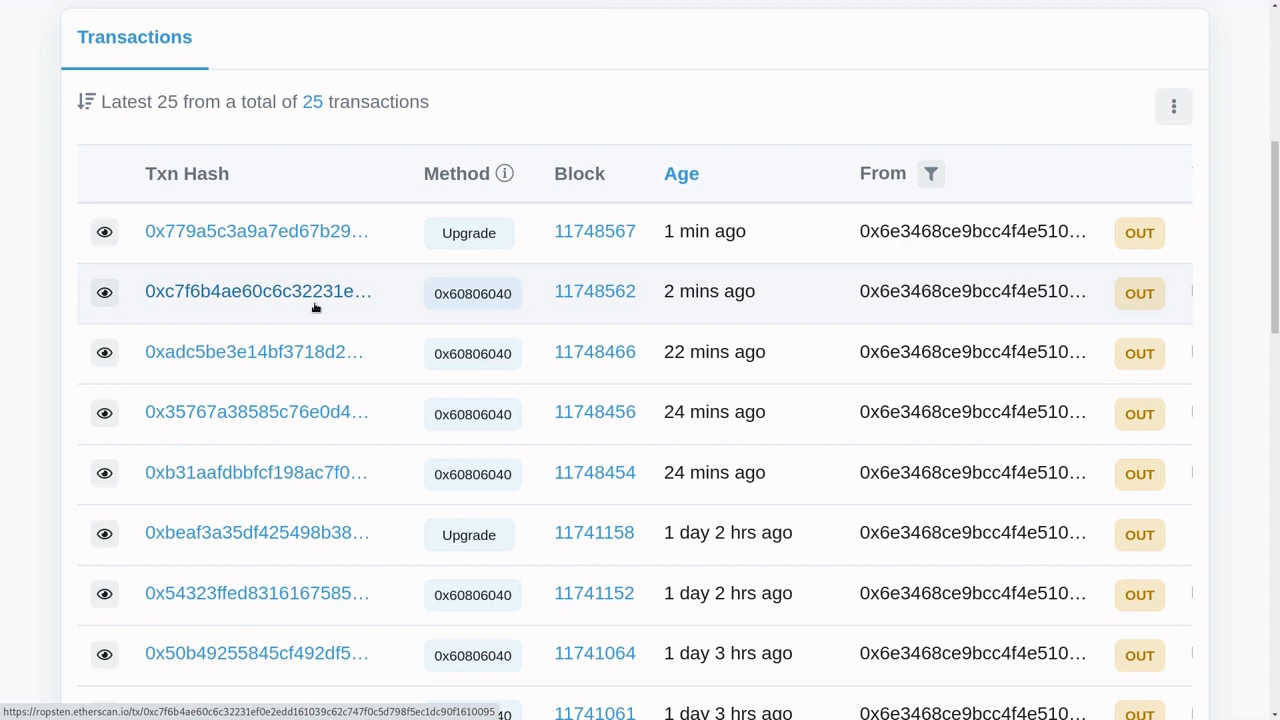 Transactions
Latest 25 from a total of 25 transactions
Txn Hash Method Block Age From
0x779a5c3a9a7ed67b29... Upgrade 11748567 1 min ago 0x6e3468ce9bcc4f4e510... OUT
0xc7f6b4ae60c6c32231e... 0x60806040 11748562 2 mins ago 0x6e3468ce9bcc4f4e510... OUT
0xadc5be3e14bf3718d2... 0x60806040 11748466 22 mins ago 0x6e3468ce9bcc4f4e510... OUT
0x35767a38585c76e0d4... 0x60806040 11748456 24 mins ago 0x6e3468ce9bcc4f4e510... OUT
0xb31aafdbbfcf198ac7f0... 0x60806040 11748454 24 mins ago 0x6e3468ce9bcc4f4e510... OUT
0xbeaf3a35df425498b38... Upgrade 11741158 1 day 2 hrs ago 0x6e3468ce9bcc4f4e510... OUT
0x54323ffed8316167585... 0x60806040 11741152 1 day 2 hrs ago 0x6e3468ce9bcc4f4e510... OUT
0x50b49255845cf492df5... 0x60806040 11741064 1 day 3 hrs ago 0x6e3468ce9bcc4f4e510... OUT
40 11741061 1 day 3 hrs ago 0x6e3468ce9bcc4f4e510... OUT
https://ropsten.etherscan.io/tx/0xc7f6b4ae60c6c32231ef0e2edd161039c62c747f0c5d798f5ec1dc90f1610095